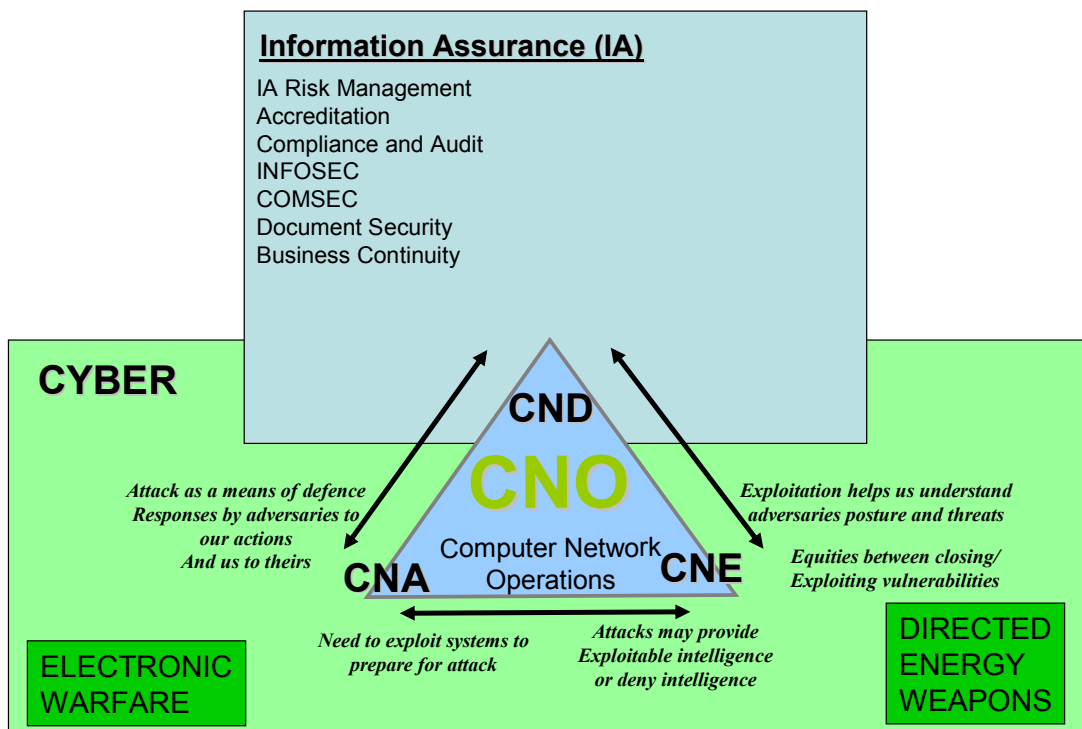 Information Assurance (IA)
IA Risk Management
Accreditation
Compliance and Audit
INFOSEC
COMSEC
Document Security
Business Continuity
CYBER
CND
CNO
Computer Network
Operations
CNA
CNE
Attack as a means of defence
Responses by adversaries to
our actions
And us to theirs
Exploitation helps us understand
adversaries posture and threats
Equities between closing/
Exploiting vulnerabilities
Need to exploit systems to
prepare for attack
Attacks may provide
Exploitable intelligence
or deny intelligence
ELECTRONIC
WARFARE
DIRECTED
ENERGY
WEAPONS